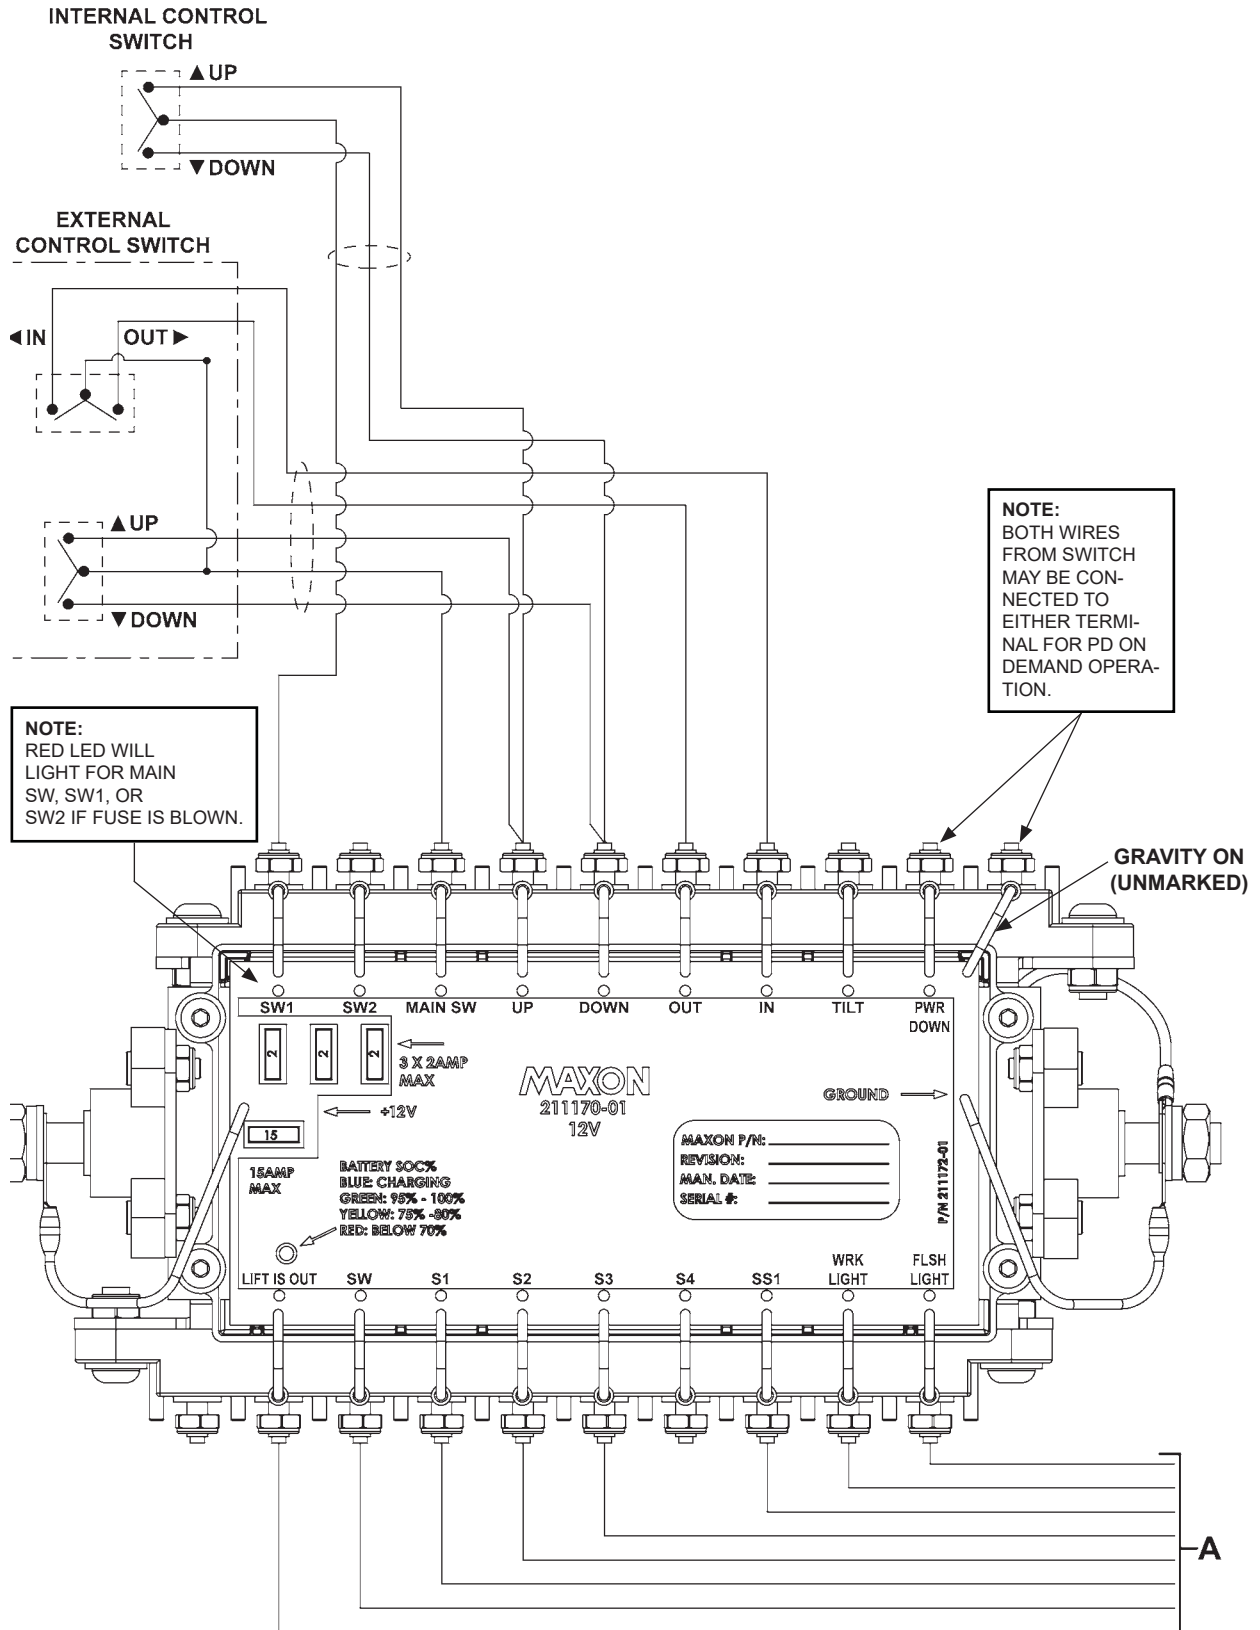 INTERNAL CONTROL
SWITCH
▲UP
▼DOWN
EXTERNAL
CONTROL SWITCH
◄IN
OUT►
▲UP
▼DOWN
NOTE:
BOTH WIRES
FROM SWITCH
MAY BE CON-
NECTED TO
EITHER TERMI-
NAL FOR PD ON
DEMAND OPERA-
TION.
NOTE:
RED LED WILL
LIGHT FOR MAIN
SW, SW1, OR
SW2 IF FUSE IS BLOWN.
GRAVITY ON
(UNMARKED)
SW1
SW2
MAIN SW
UP
DOWN
OUT
IN
TILT
PWR
DOWN
2
2
2
3 X 2AMP
MAX
+12V
MAXON
211170-01
12V
GROUND
15
15AMP
MAX
BATTERY SOC%
BLUE: CHARGING
GREEN: 95% - 100%
YELLOW: 75% -80%
RED: BELOW 70%
MAXON P/N:
REVISION:
MAN. DATE:
SERIAL #:
P/N 211172-01
LIFT IS OUT
SW
S1
S2
S3
S4
SS1
WRK
LIGHT
FLSH
LIGHT
A